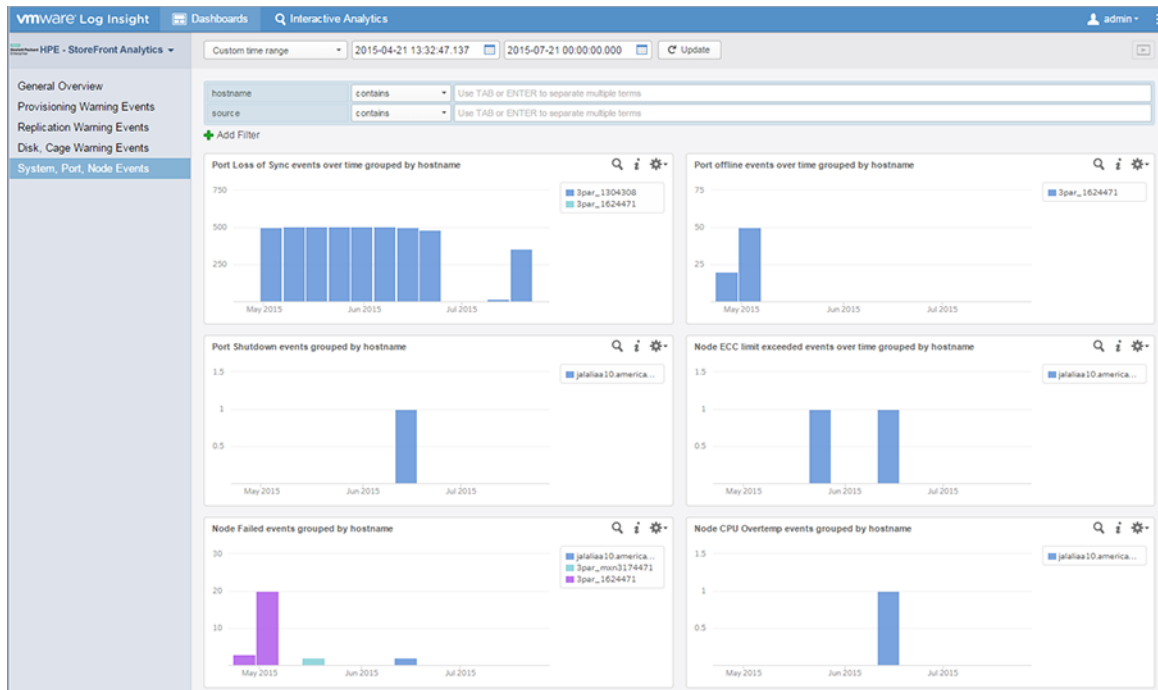 vmware Log Insight Dashboards Interactive Analytics admin
HPE - StoreFront Analytics
Custom time range 2015-04-21 13:32:47.137 2015-07-21 00:00:00.000 Update
General Overview
Provisioning Warning Events
Replication Warning Events
Disk, Cage Warning Events
System, Port, Node Events
hostname contains Use TAB or ENTER to separate multiple terms
source contains Use TAB or ENTER to separate multiple terms
Add Filter
Port Loss of Sync events over time grouped by hostname
750
500
250
May 2015 Jun 2015 Jul 2015
3par_1304308
3par_1624471
Port offline events over time grouped by hostname
75
50
25
May 2015 Jun 2015 Jul 2015
3par_1624471
Port Shutdown events grouped by hostname
1.5
1
0.5
May 2015 Jun 2015 Jul 2015
jalaliaa10.america...
Node ECC limit exceeded events over time grouped by hostname
1.5
1
0.5
May 2015 Jun 2015 Jul 2015
jalaliaa10.america...
Node Failed events grouped by hostname
30
20
10
May 2015 Jun 2015 Jul 2015
jalaliaa10.america...
3par_mxn3174471
3par_1624471
Node CPU Overtemp events grouped by hostname
1.5
1
0.5
May 2015 Jun 2015 Jul 2015
jalaliaa10.america...